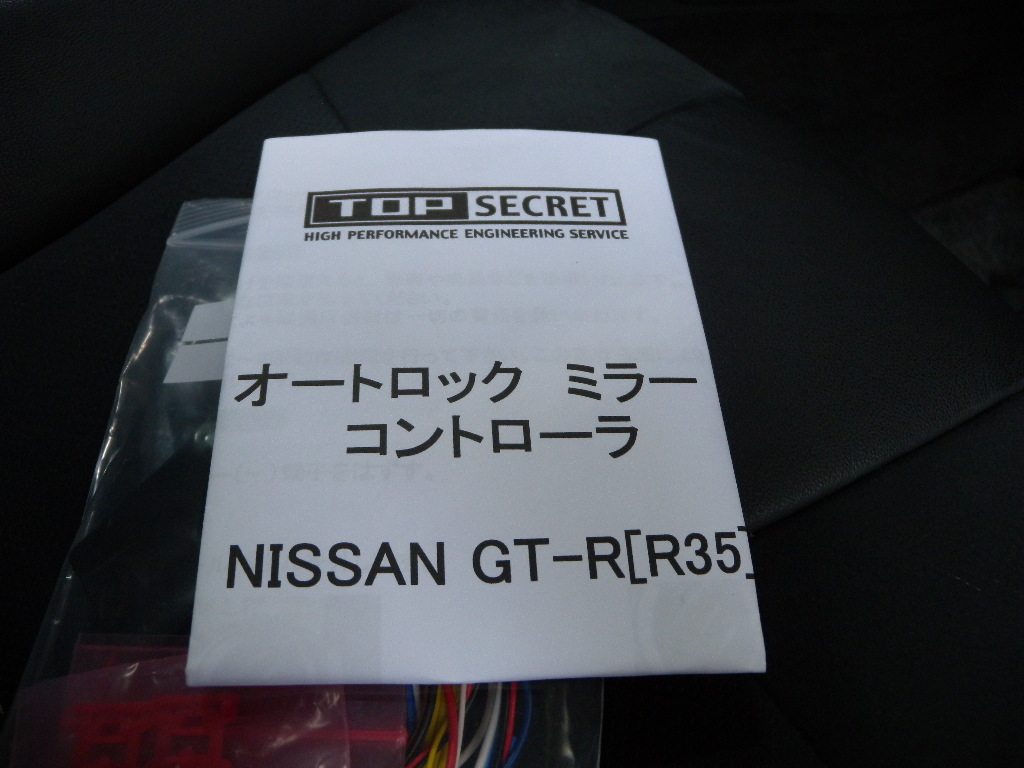 TOP SECRET
HIGH PERFORMANCE ENGINEERING SERVICE
オートロック ミラー
コントローラ
NISSAN GT-R[R35]